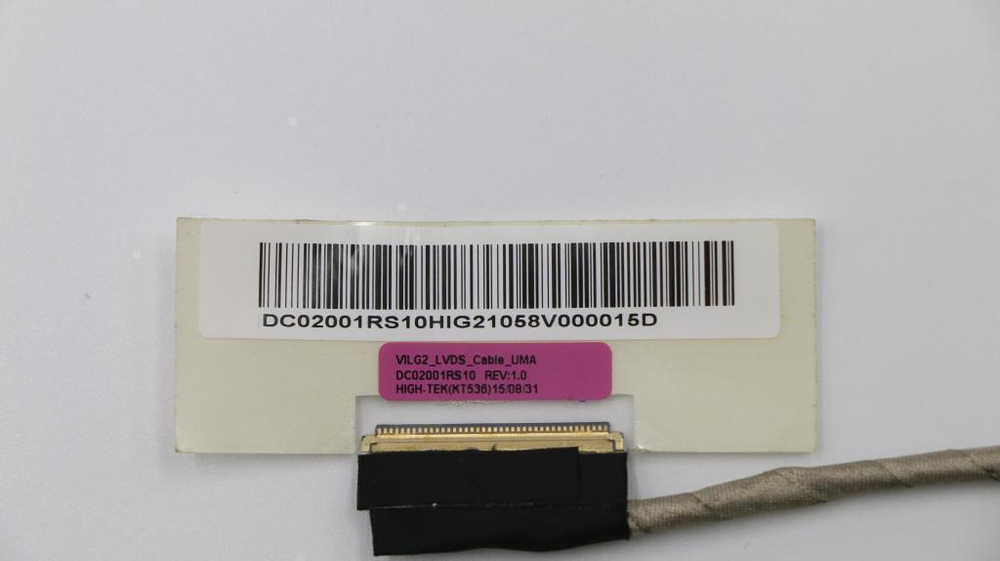 DC02001RS10HIG21058V000015D
VILG2_LVDS_Cable_UMA
DC02001RS10 REV:1.0
HIGH-TEK(KT536)15/08/31